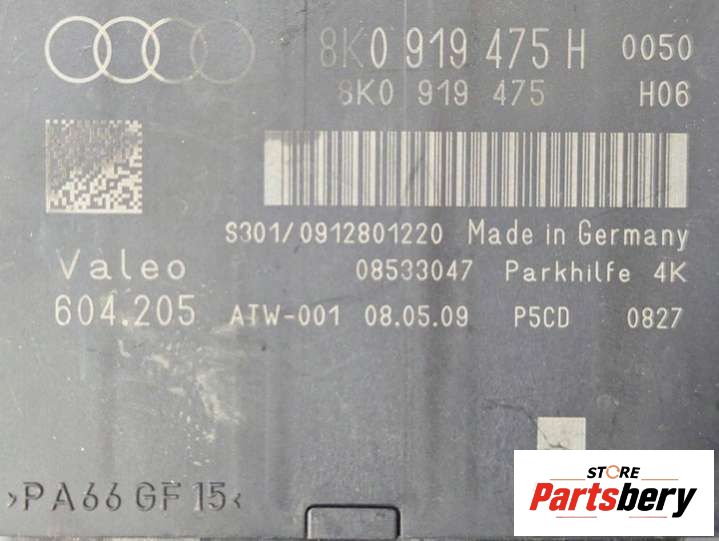 8K0 919 475 H 0050
8K0 919 475 H06
S301/0912801220 Made in Germany
Valeo 08533047 Parkhilfe 4K
604.205 ATW-001 08.05.09 P5CD 0827
>PA66 GF15<
STORE
Partsbery